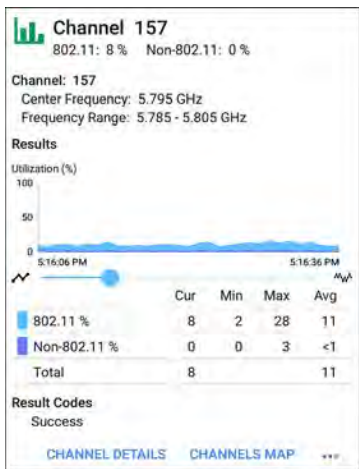 Channel 157
802.11: 8 % Non-802.11: 0 %
Channel: 157
Center Frequency: 5.795 GHz
Frequency Range: 5.785 - 5.805 GHz
Results
Utilization (%)
100
50
0
5:16:06 PM 5:16:36 PM
Cur Min Max Avg
802.11 % 8 2 28 11
Non-802.11 % 0 0 3 <1
Total 8 11
Result Codes
Success
CHANNEL DETAILS CHANNELS MAP